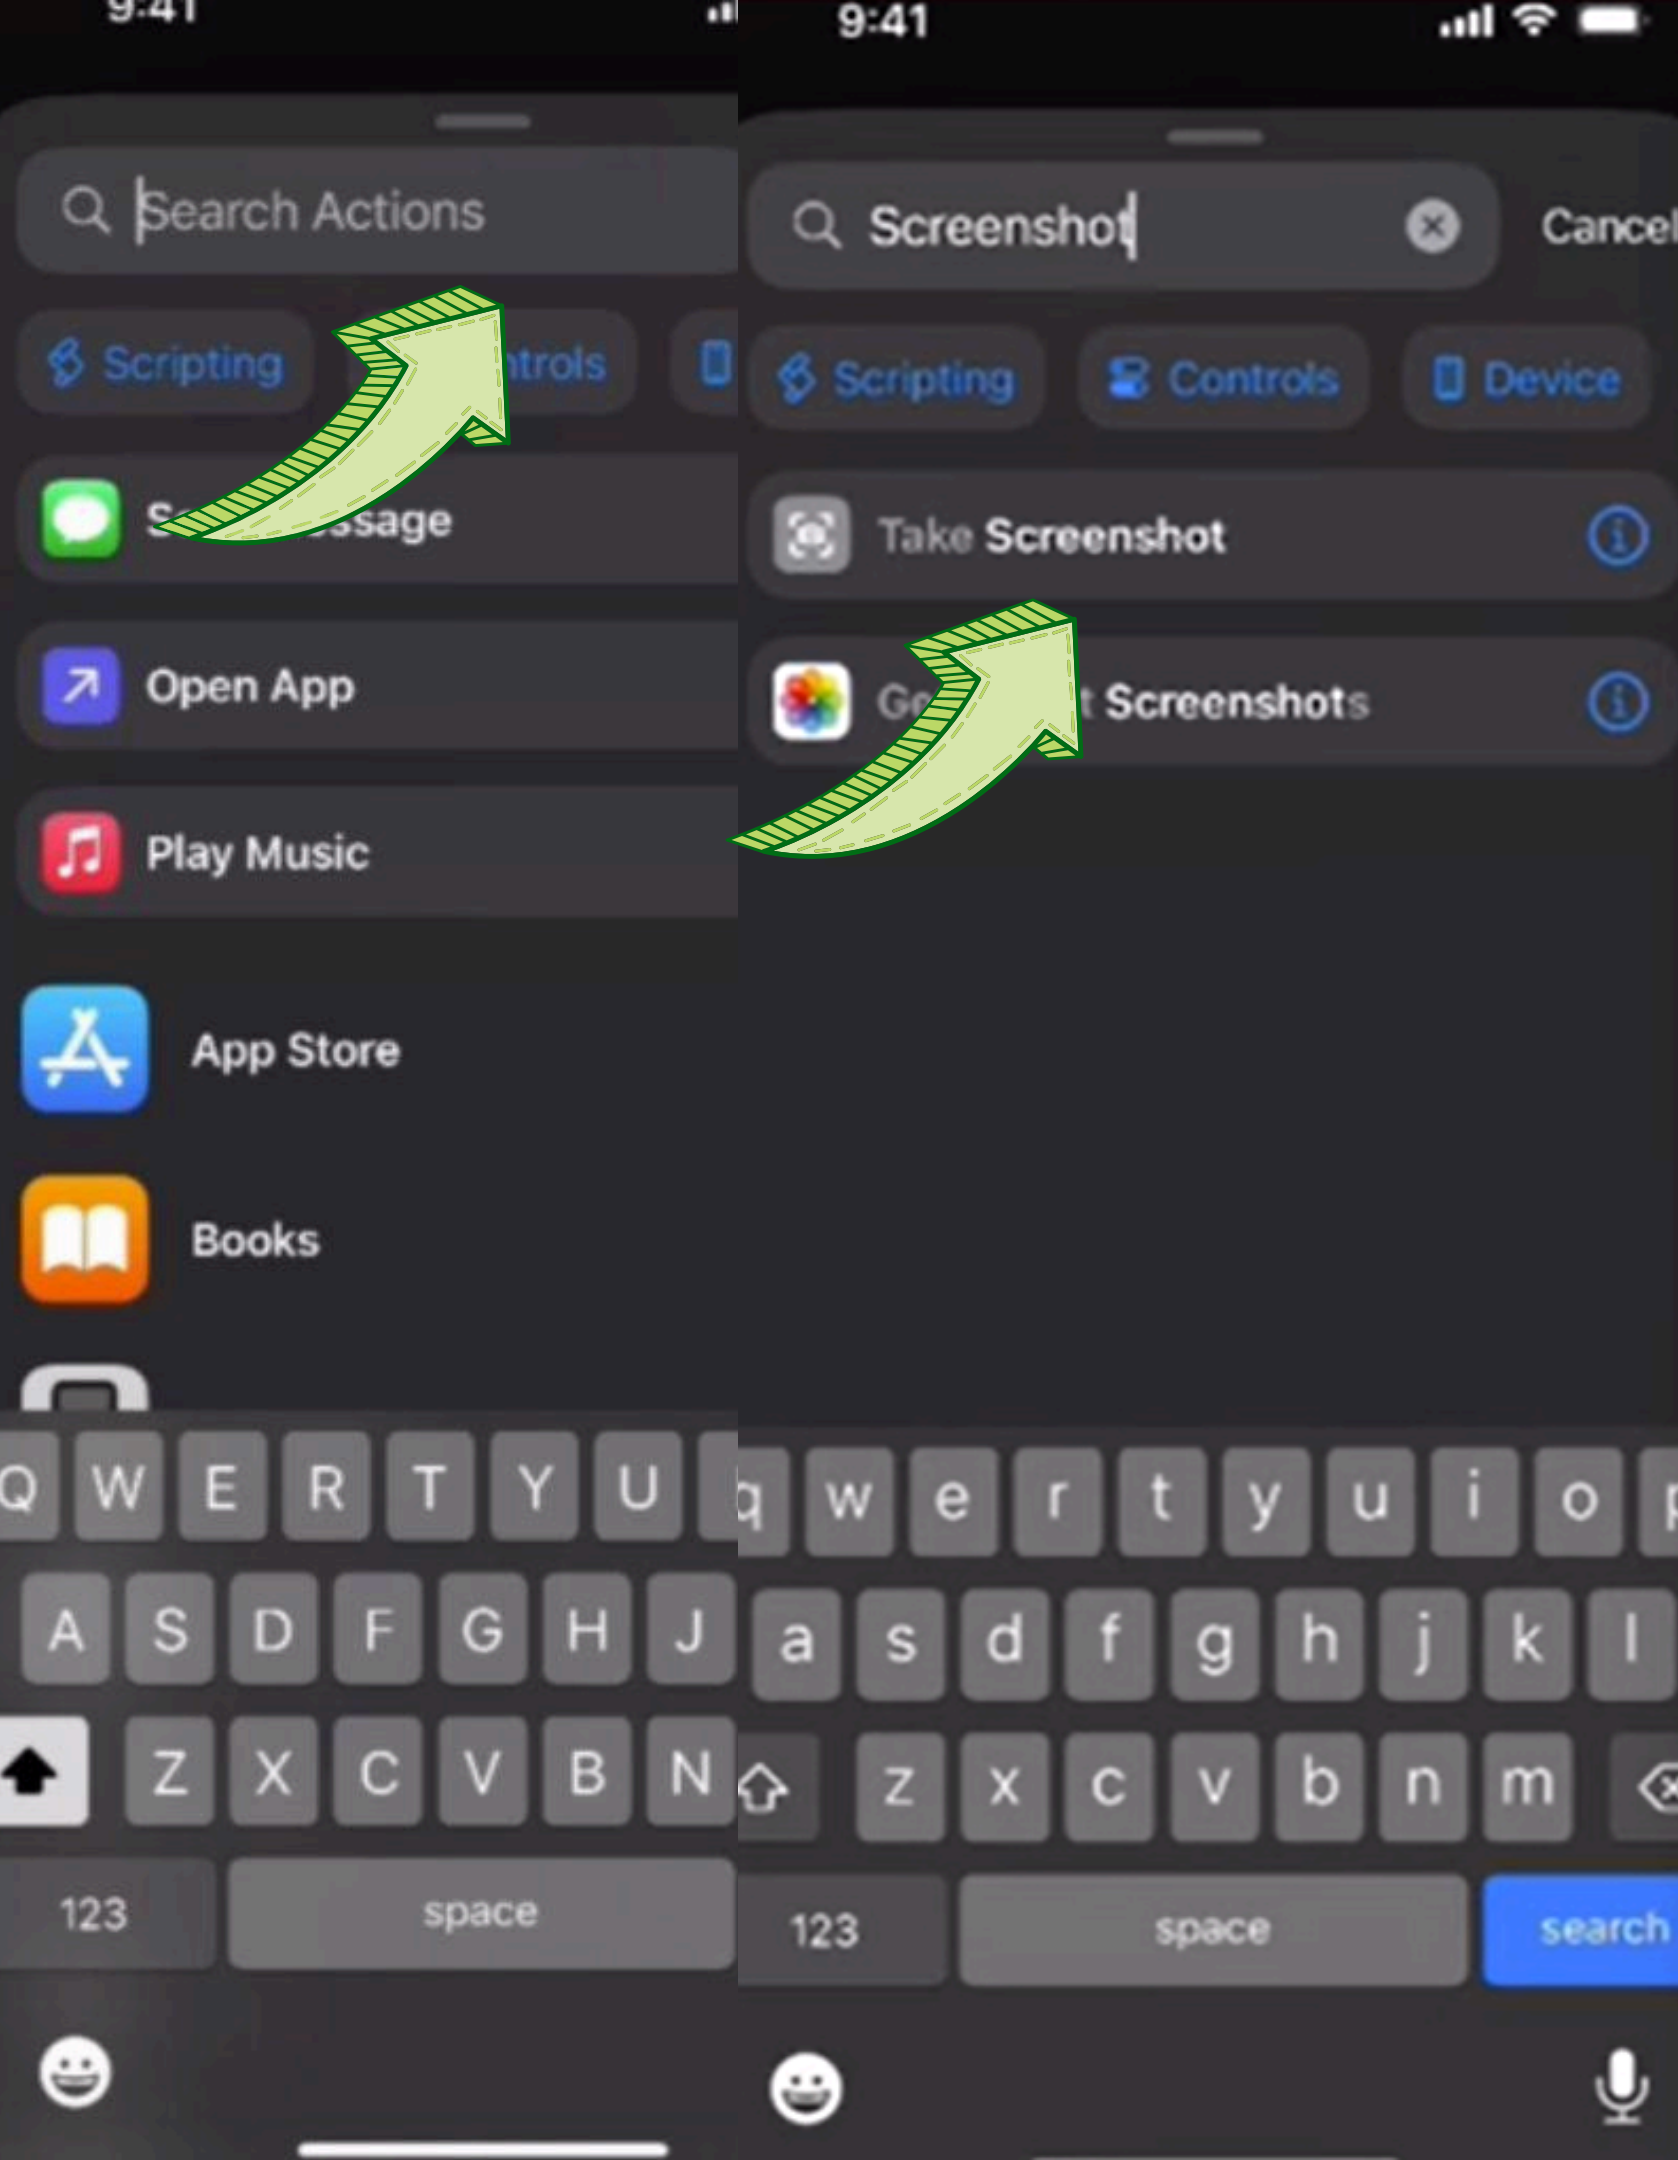 9:41
Search Actions
Scripting
ssage
Open App
Play Music
App Store
Books
Q W E R T Y U
A S D F G H J
Z X C V B N
123 space
9:41
Screenshot
Cancel
Scripting Controls Device
Take Screenshot
Screenshots
q w e r t y u i o p
a s d f g h j k l
z x c v b n m
123 space search